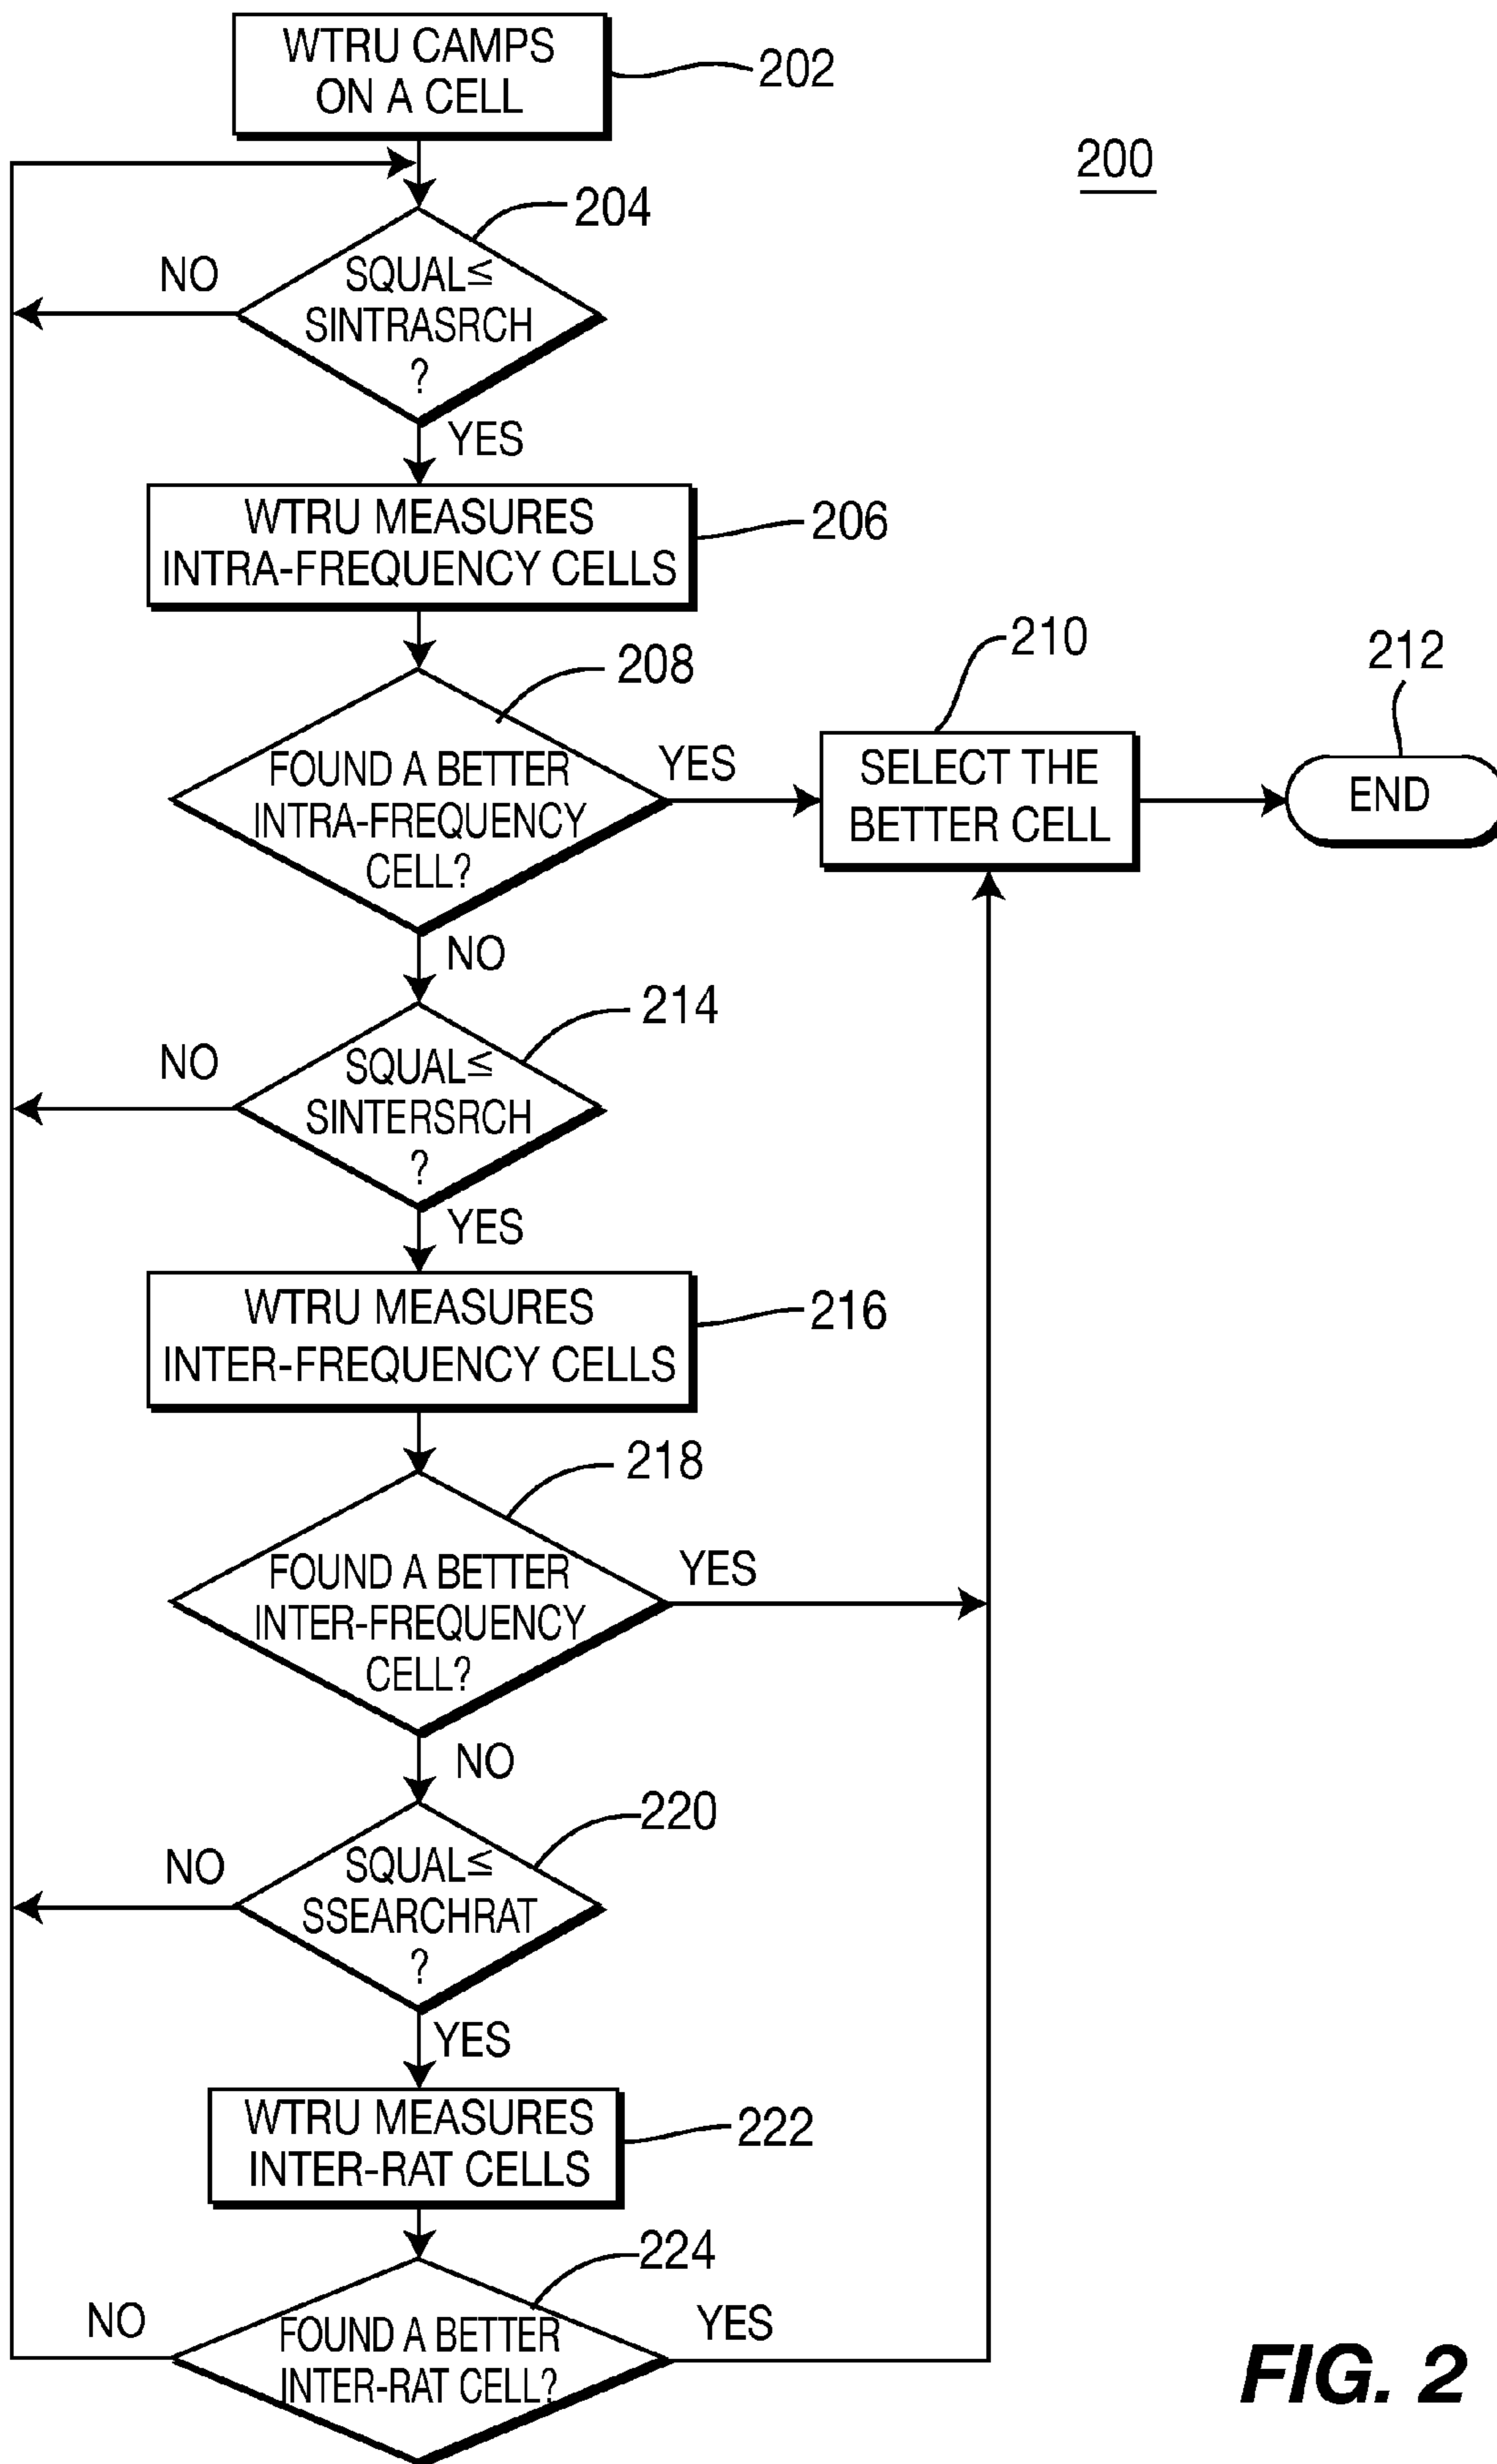 WTRU CAMPS
ON A CELL
202
200
204
NO
SQUAL≤
SINTRASRCH
?
YES
WTRU MEASURES
INTRA-FREQUENCY CELLS
206
208
210
212
FOUND A BETTER
INTRA-FREQUENCY
CELL?
YES
SELECT THE
BETTER CELL
END
NO
214
NO
SQUAL≤
SINTERSRCH
?
YES
WTRU MEASURES
INTER-FREQUENCY CELLS
216
218
FOUND A BETTER
INTER-FREQUENCY
CELL?
YES
NO
220
NO
SQUAL≤
SSEARCHRAT
?
YES
WTRU MEASURES
INTER-RAT CELLS
222
224
NO
FOUND A BETTER
INTER-RAT CELL?
YES
FIG. 2